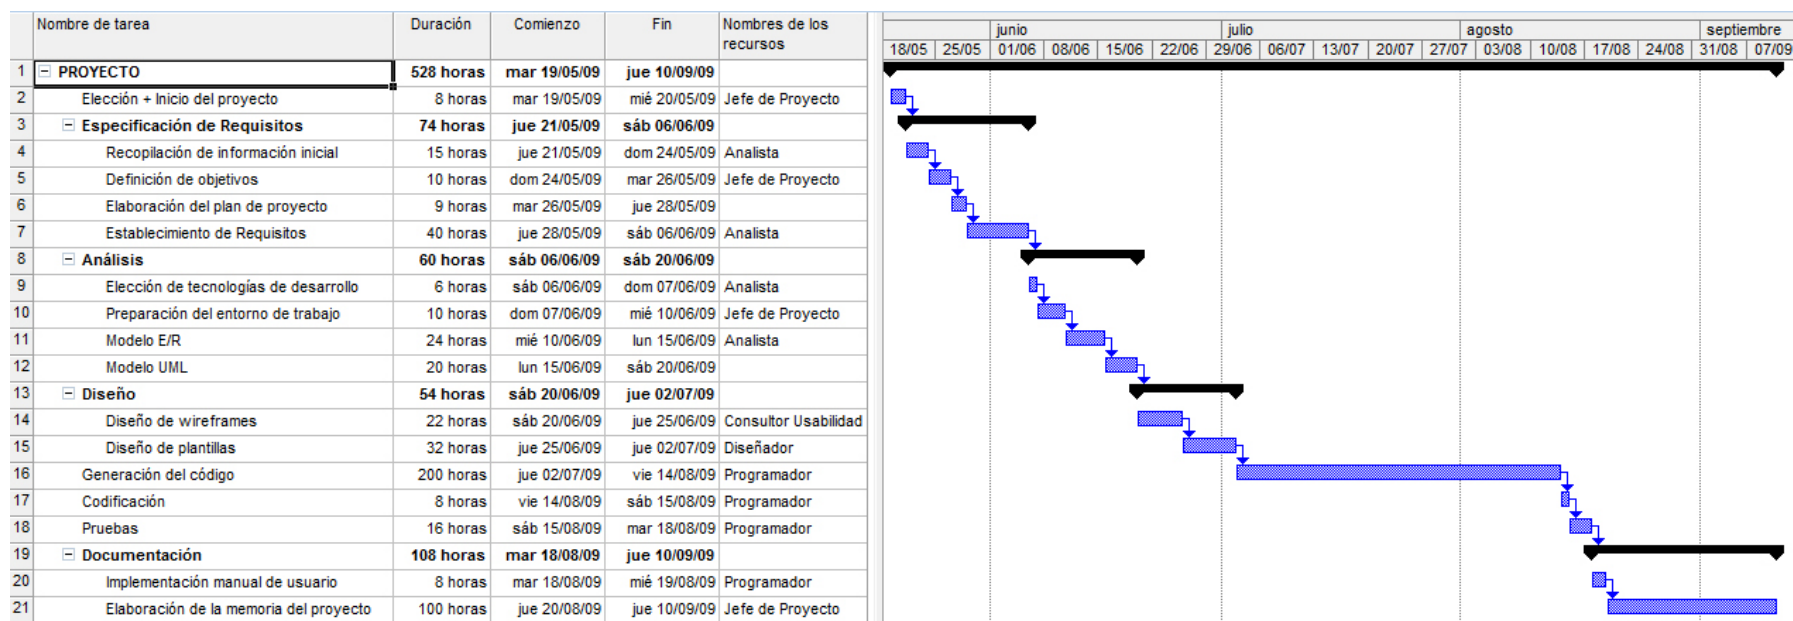 Nombre de tarea Duración Comienzo Fin Nombres de los recursos
junio julio agosto septiembre
18/05 25/05 01/06 08/06 15/06 22/06 29/06 06/07 13/07 20/07 27/07 03/08 10/08 17/08 24/08 31/08 07/09
1 PROYECTO 528 horas mar 19/05/09 jue 10/09/09
2 Elección + Inicio del proyecto 8 horas mar 19/05/09 mié 20/05/09 Jefe de Proyecto
3 Especificación de Requisitos 74 horas jue 21/05/09 sáb 06/06/09
4 Recopilación de información inicial 15 horas jue 21/05/09 dom 24/05/09 Analista
5 Definición de objetivos 10 horas dom 24/05/09 mar 26/05/09 Jefe de Proyecto
6 Elaboración del plan de proyecto 9 horas mar 26/05/09 jue 28/05/09
7 Establecimiento de Requisitos 40 horas jue 28/05/09 sáb 06/06/09 Analista
8 Análisis 60 horas sáb 06/06/09 sáb 20/06/09
9 Elección de tecnologías de desarrollo 6 horas sáb 06/06/09 dom 07/06/09 Analista
10 Preparación del entorno de trabajo 10 horas dom 07/06/09 mié 10/06/09 Jefe de Proyecto
11 Modelo E/R 24 horas mié 10/06/09 lun 15/06/09 Analista
12 Modelo UML 20 horas lun 15/06/09 sáb 20/06/09
13 Diseño 54 horas sáb 20/06/09 jue 02/07/09
14 Diseño de wireframes 22 horas sáb 20/06/09 jue 25/06/09 Consultor Usabilidad
15 Diseño de plantillas 32 horas jue 25/06/09 jue 02/07/09 Diseñador
16 Generación del código 200 horas jue 02/07/09 vie 14/08/09 Programador
17 Codificación 8 horas vie 14/08/09 sáb 15/08/09 Programador
18 Pruebas 16 horas sáb 15/08/09 mar 18/08/09 Programador
19 Documentación 108 horas mar 18/08/09 jue 10/09/09
20 Implementación manual de usuario 8 horas mar 18/08/09 mié 19/08/09 Programador
21 Elaboración de la memoria del proyecto 100 horas jue 20/08/09 jue 10/09/09 Jefe de Proyecto